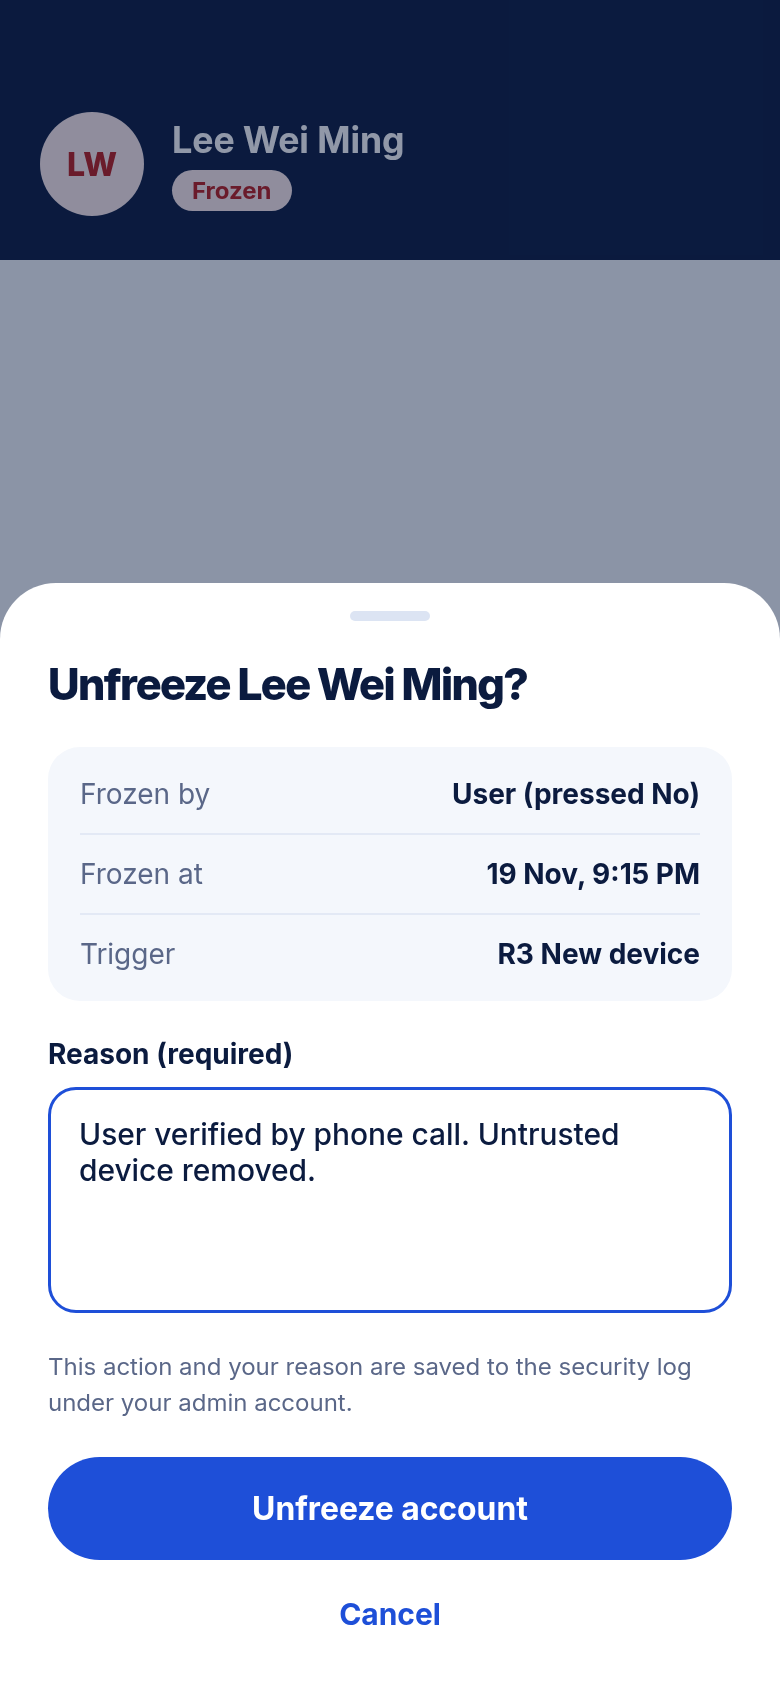 LW
Lee Wei Ming
Frozen
Unfreeze Lee Wei Ming?
Frozen by User (pressed No)
Frozen at 19 Nov, 9:15 PM
Trigger R3 New device
Reason (required)
User verified by phone call. Untrusted
device removed.
This action and your reason are saved to the security log
under your admin account.
Unfreeze account
Cancel